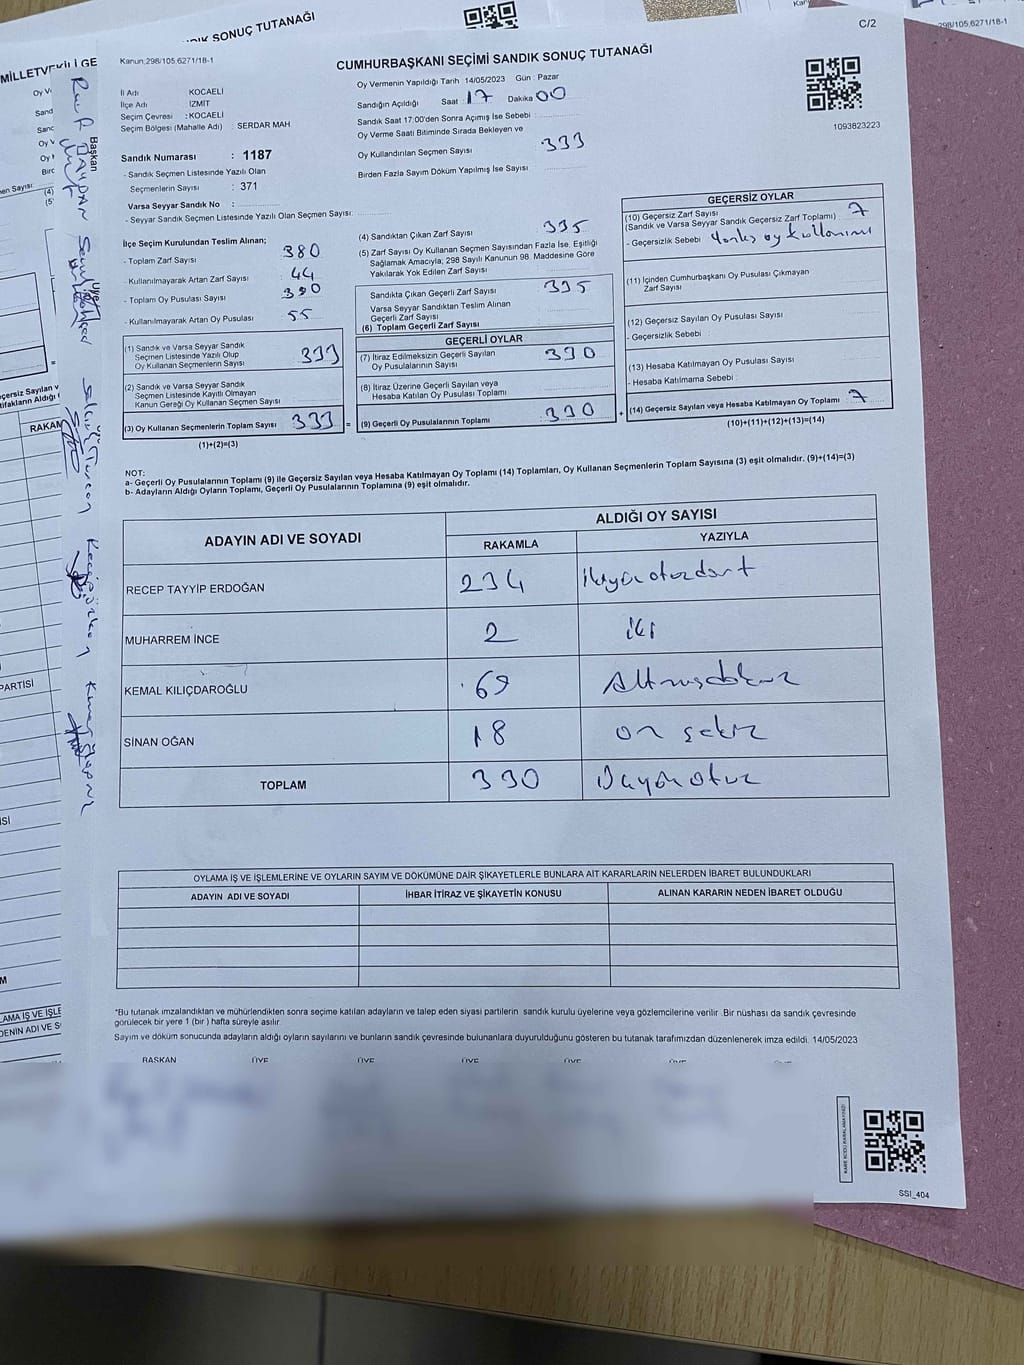 MİLLETVEKİLİ GE
SONUÇ TUTANAĞI
298/105,6271/18-1
C/2
Kanun;298/105,6271/18-1
CUMHURBAŞKANI SEÇİMİ SANDIK SONUÇ TUTANAĞI
1093823223
İl Adı KOCAELİ
İlçe Adı İZMİT
Seçim Çevresi : KOCAELİ
Seçim Bölgesi (Mahalle Adı) : SERDAR MAH
Sandık Numarası : 1187
- Sandık Seçmen Listesinde Yazılı Olan
Seçmenlerin Sayısı : 371
Varsa Seyyar Sandık No :
- Seyyar Sandık Seçmen Listesinde Yazılı Olan Seçmen Sayısı:
Oy Vermenin Yapıldığı Tarih 14/05/2023 Gün : Pazar
Sandığın Açıldığı Saat : 17 Dakika 00
Sandık Saat 17:00'den Sonra Açılmış İse Sebebi :
Oy Verme Saati Bitiminde Sırada Bekleyen ve
Oy Kullandırılan Seçmen Sayısı 333
Birden Fazla Sayım Döküm Yapılmış İse Sayısı
İlçe Seçim Kurulundan Teslim Alınan;
- Toplam Zarf Sayısı 380
- Kullanılmayarak Artan Zarf Sayısı 44
- Toplam Oy Pusulası Sayısı 390
- Kullanılmayarak Artan Oy Pusulası 55
(1) Sandık ve Varsa Seyyar Sandık
Seçmen Listesinde Yazılı Olup
Oy Kullanan Seçmenlerin Sayısı 333
(2) Sandık ve Varsa Seyyar Sandık
Seçmen Listesinde Kayıtlı Olmayan
Kanun Gereği Oy Kullanan Seçmen Sayısı
(3) Oy Kullanan Seçmenlerin Toplam Sayısı 333 =
(1)+(2)=(3)
(4) Sandıktan Çıkan Zarf Sayısı 335
(5) Zarf Sayısı Oy Kullanan Seçmen Sayısından Fazla İse, Eşitliği
Sağlamak Amacıyla; 298 Sayılı Kanunun 98. Maddesine Göre
Yakılarak Yok Edilen Zarf Sayısı
Sandıkta Çıkan Geçerli Zarf Sayısı 335
Varsa Seyyar Sandıktan Teslim Alınan
Geçerli Zarf Sayısı
(6) Toplam Geçerli Zarf Sayısı
GEÇERLİ OYLAR
(7) İtiraz Edilmeksizin Geçerli Sayılan
Oy Pusulalarının Sayısı 330
(8) İtiraz Üzerine Geçerli Sayılan veya
Hesaba Katılan Oy Pusulası Toplamı
(9) Geçerli Oy Pusulalarının Toplamı 330 +
GEÇERSİZ OYLAR
(10) Geçersiz Zarf Sayısı
(Sandık ve Varsa Seyyar Sandık Geçersiz Zarf Toplamı) 7
- Geçersizlik Sebebi Yanlış oy kullanımı
(11) İçinden Cumhurbaşkanı Oy Pusulası Çıkmayan
Zarf Sayısı
(12) Geçersiz Sayılan Oy Pusulası Sayısı
- Geçersizlik Sebebi :
(13) Hesaba Katılmayan Oy Pusulası Sayısı
- Hesaba Katılmama Sebebi
(14) Geçersiz Sayılan veya Hesaba Katılmayan Oy Toplamı 7
(10)+(11)+(12)+(13)=(14)
NOT:
a- Geçerli Oy Pusulalarının Toplamı (9) ile Geçersiz Sayılan veya Hesaba Katılmayan Oy Toplamı (14) Toplamları, Oy Kullanan Seçmenlerin Toplam Sayısına (3) eşit olmalıdır. (9)+(14)=(3)
b- Adayların Aldığı Oyların Toplamı, Geçerli Oy Pusulalarının Toplamına (9) eşit olmalıdır.
ADAYIN ADI VE SOYADI
ALDIĞI OY SAYISI
RAKAMLA YAZIYLA
RECEP TAYYİP ERDOĞAN 234 ikiyüz otuzdört
MUHARREM İNCE 2 iki
KEMAL KILIÇDAROĞLU 69 Altmışdokuz
SİNAN OĞAN 18 on sekiz
TOPLAM 330 Üçyüz otuz
OYLAMA İŞ VE İŞLEMLERİNE VE OYLARIN SAYIM VE DÖKÜMÜNE DAİR ŞİKAYETLERLE BUNLARA AİT KARARLARIN NELERDEN İBARET BULUNDUKLARI
ADAYIN ADI VE SOYADI İHBAR İTİRAZ VE ŞİKAYETİN KONUSU ALINAN KARARIN NEDEN İBARET OLDUĞU
*Bu tutanak imzalandıktan ve mühürlendikten sonra seçime katılan adayların ve talep eden siyasi partilerin sandık kurulu üyelerine veya gözlemcilerine verilir. Bir nüshası da sandık çevresinde
görülecek bir yere 1 (bir) hafta süreyle asılır.
Sayım ve döküm sonucunda adayların aldığı oyların sayılarını ve bunların sandık çevresinde bulunanlara duyurulduğunu gösteren bu tutanak tarafımızdan düzenlenerek imza edildi. 14/05/2023
BAŞKAN ÜYE ÜYE ÜYE ÜYE ÜYE
SSİ_404
Başkan
Üye
RAKAM
PARTİSİ